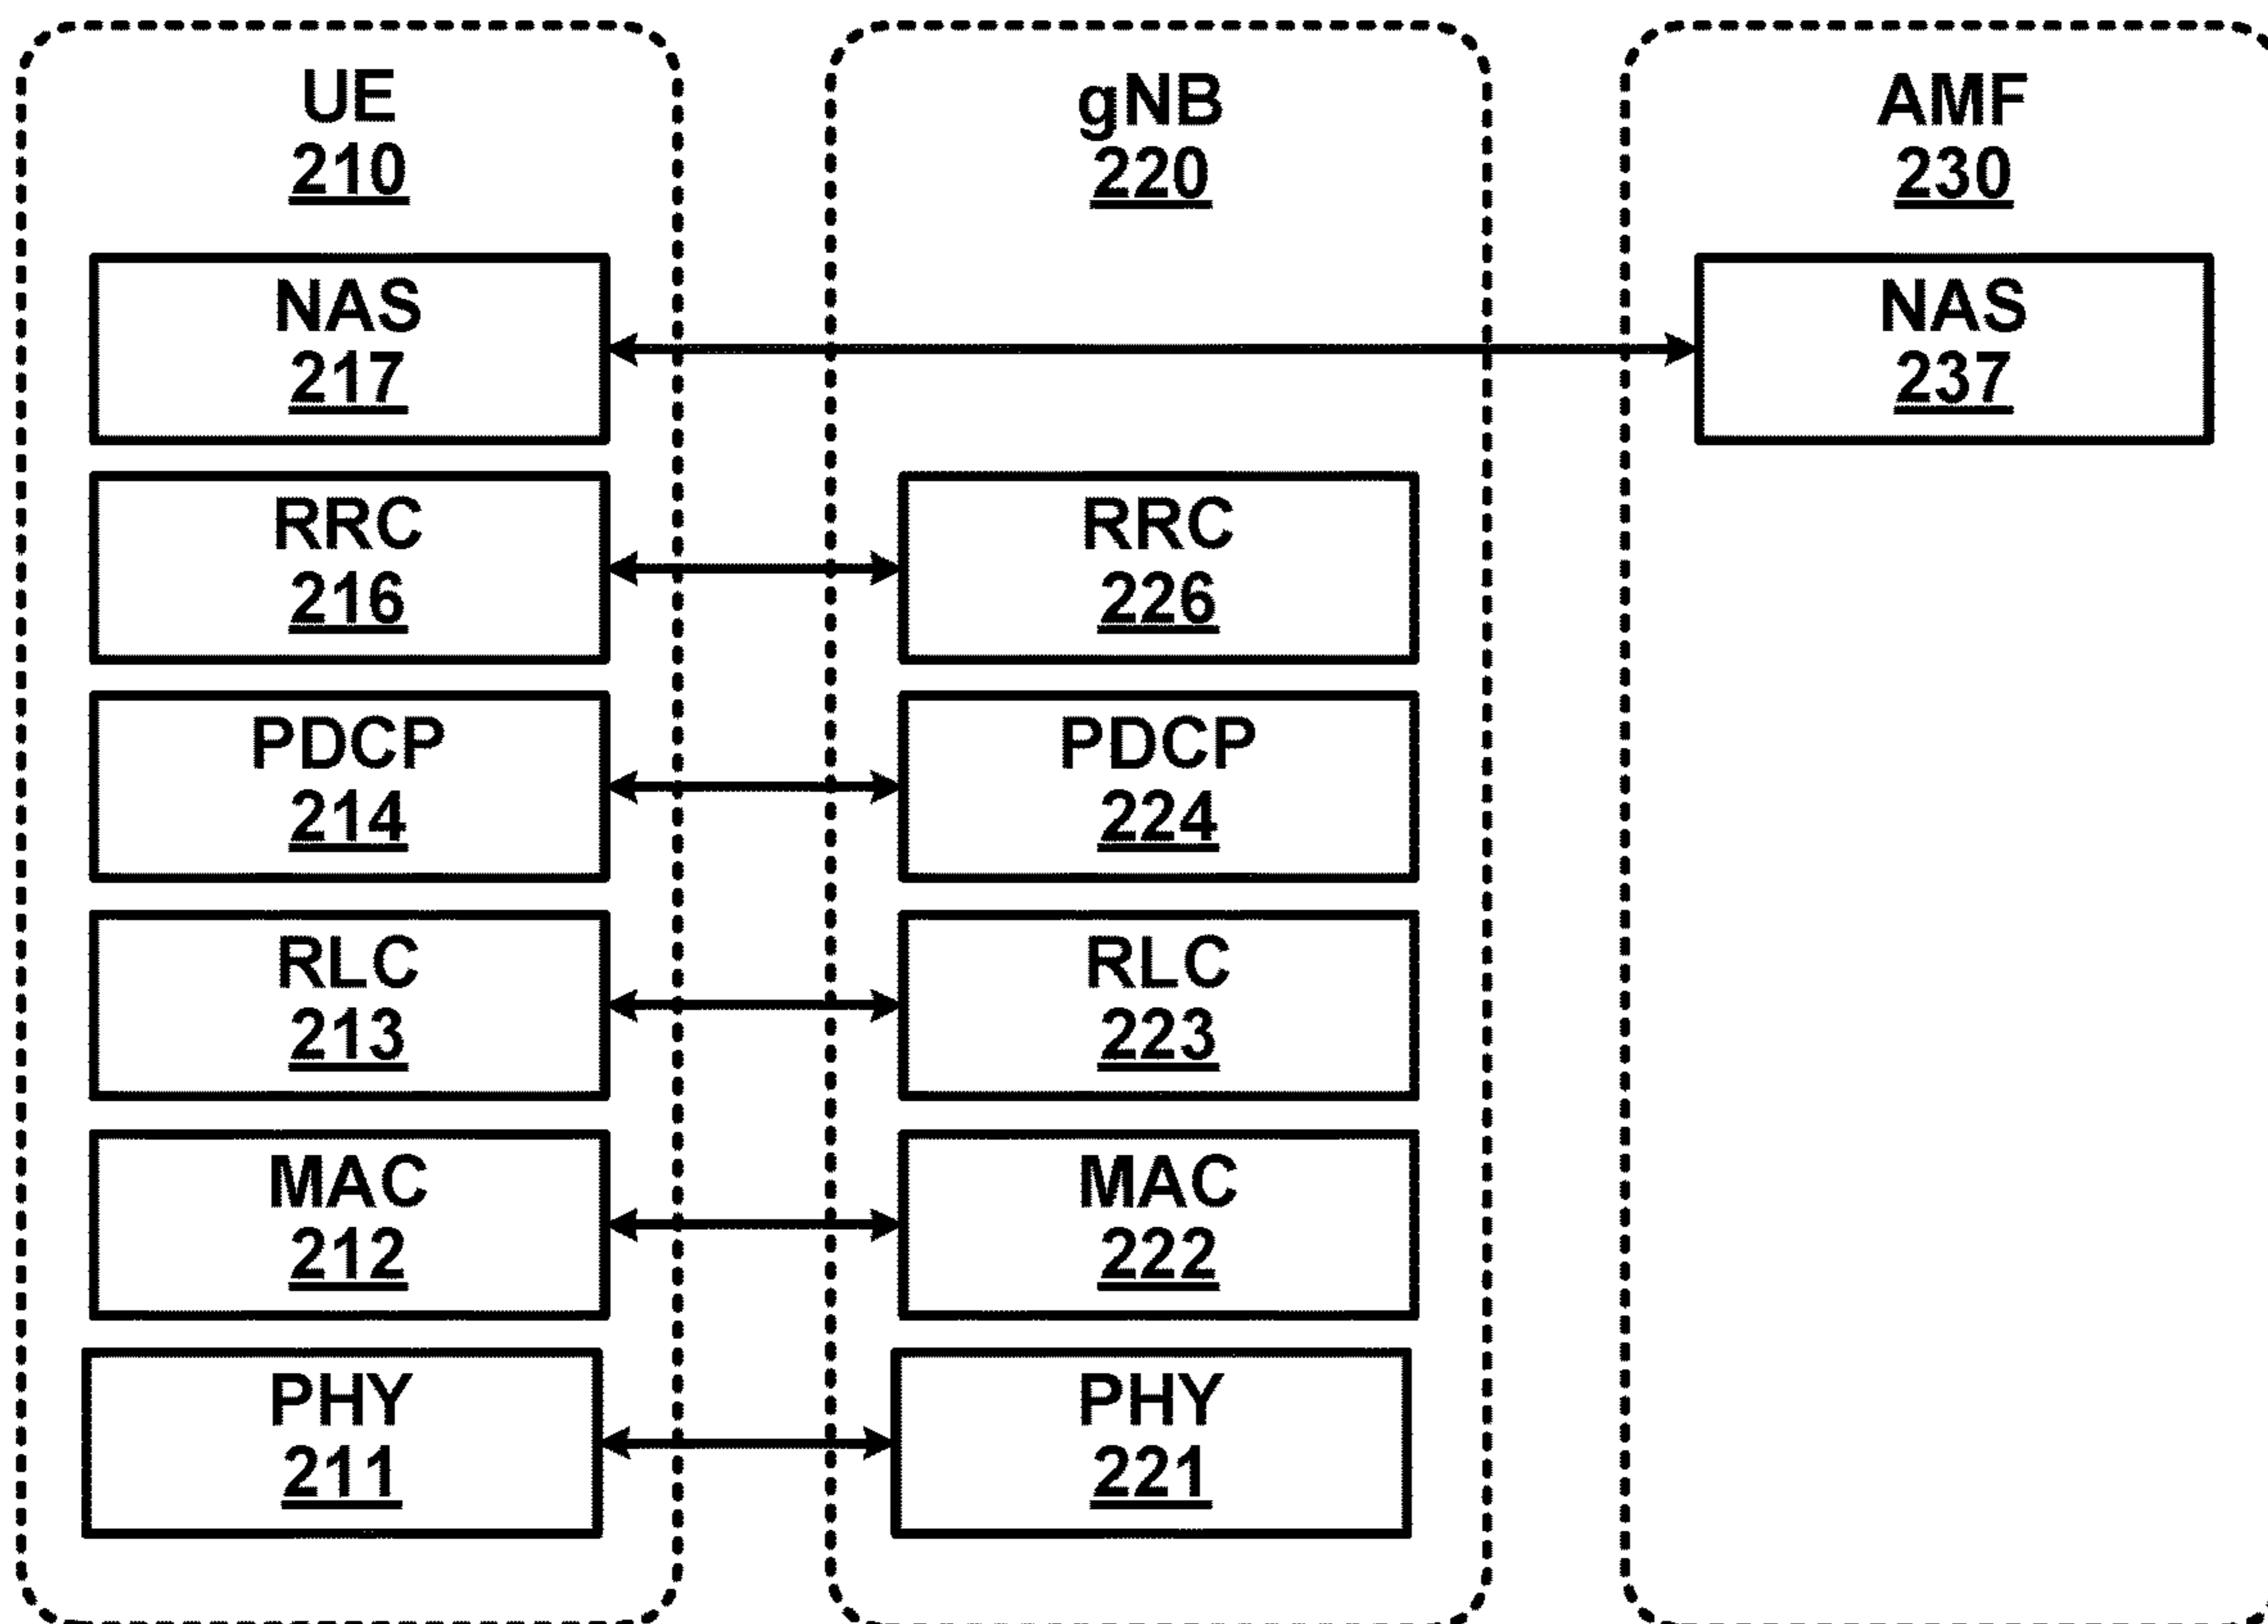 UE
210
gNB
220
AMF
230
NAS
217
NAS
237
RRC
216
RRC
226
PDCP
214
PDCP
224
RLC
213
RLC
223
MAC
212
MAC
222
PHY
211
PHY
221